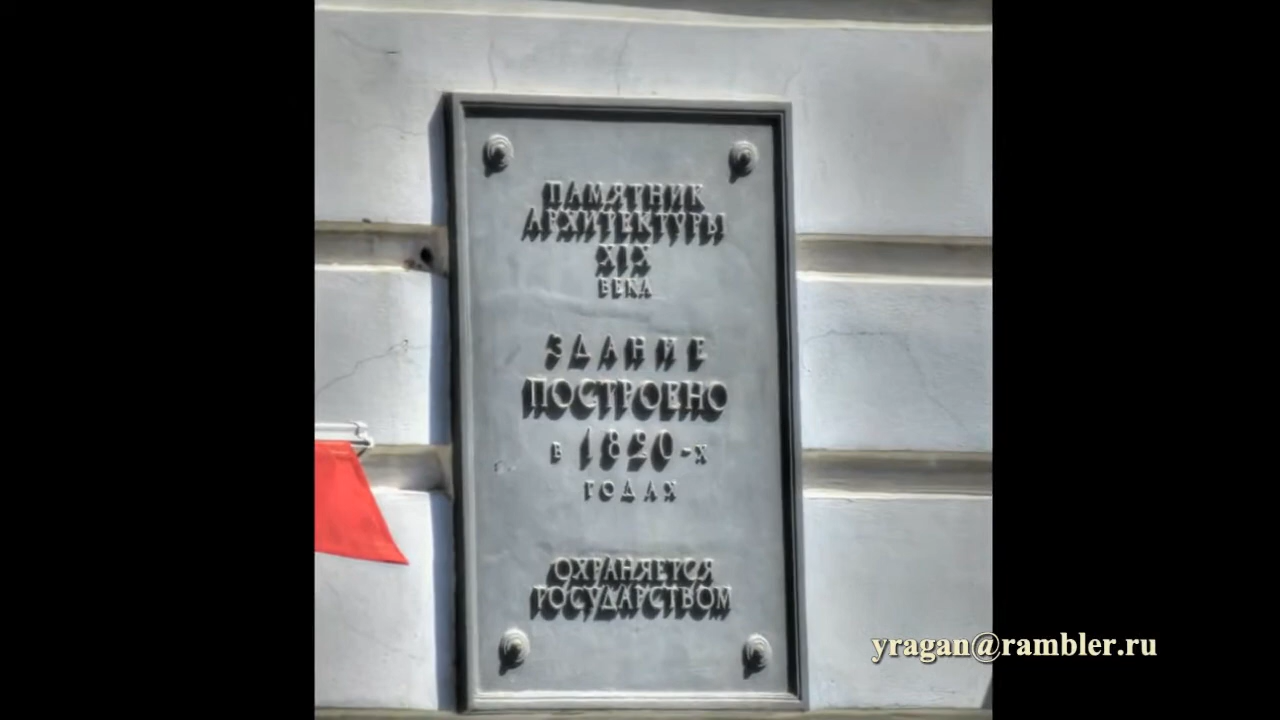 ПАМЯТНИК
АРХИТЕКТУРЫ
XIX
ВЕКА
ЗДАНИЕ
ПОСТРОЕНО
в 1820-х
ГОДАХ
ОХРАНЯЕТСЯ
ГОСУДАРСТВОМ
yragan@rambler.ru